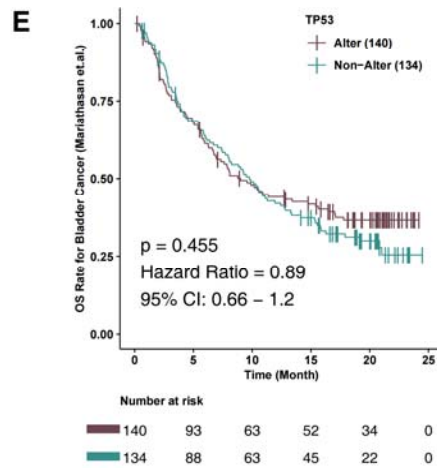 E
TP53
Alter (140)
Non-Alter (134)
OS Rate for Bladder Cancer (Mariathasan et.al.)
1.00
0.75
0.50
0.25
0.00
p = 0.455
Hazard Ratio = 0.89
95% CI: 0.66 – 1.2
0 5 10 15 20 25
Time (Month)
Number at risk
140 93 63 52 34 0
134 88 63 45 22 0